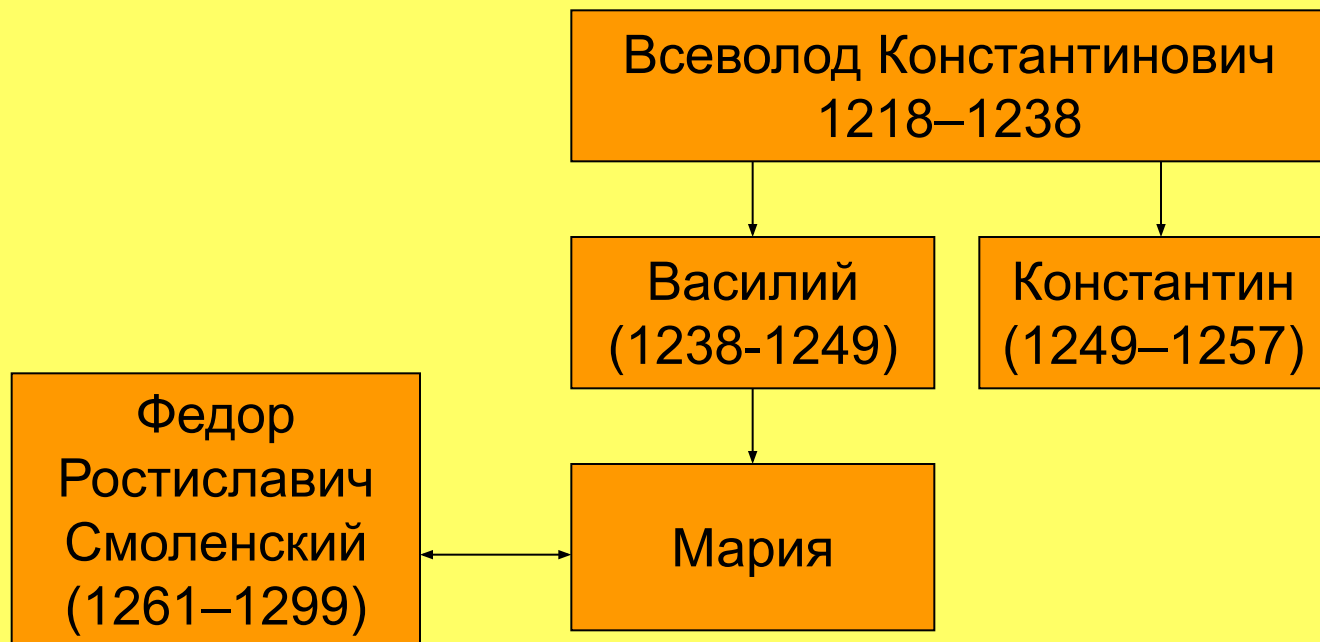 Всеволод Константинович
1218–1238
Василий
(1238-1249)
Константин
(1249–1257)
Федор
Ростиславич
Смоленский
(1261–1299)
Мария